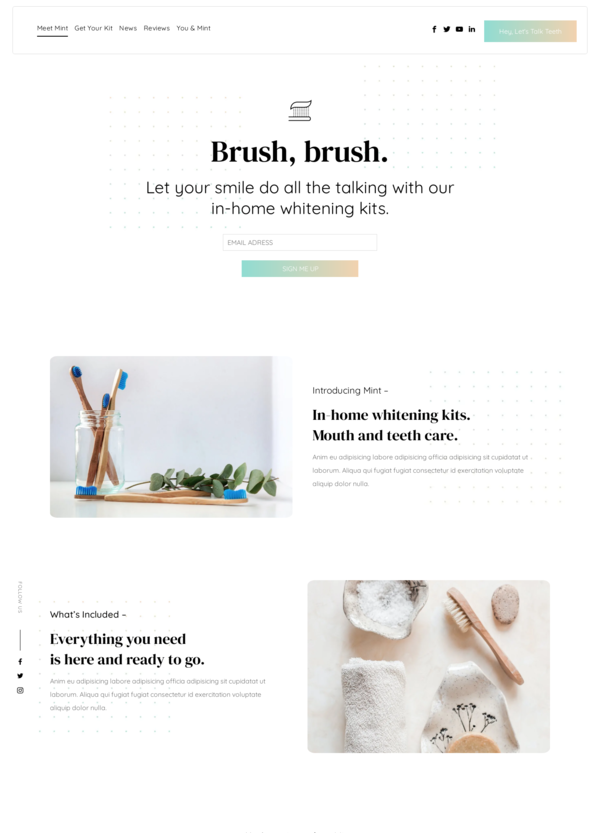 Meet Mint Get Your Kit News Reviews You & Mint
Hey, Let's Talk Teeth
Brush, brush.
Let your smile do all the talking with our
in-home whitening kits.
EMAIL ADRESS
SIGN ME UP
Introducing Mint –
In-home whitening kits.
Mouth and teeth care.
Anim eu adipisicing labore adipisicing officia adipisicing sit cupidatat ut
laborum. Aliqua qui fugiat fugiat consectetur id exercitation voluptate
aliquip dolor nulla.
FOLLOW US
What's Included –
Everything you need
is here and ready to go.
Anim eu adipisicing labore adipisicing officia adipisicing sit cupidatat ut
laborum. Aliqua qui fugiat fugiat consectetur id exercitation voluptate
aliquip dolor nulla.